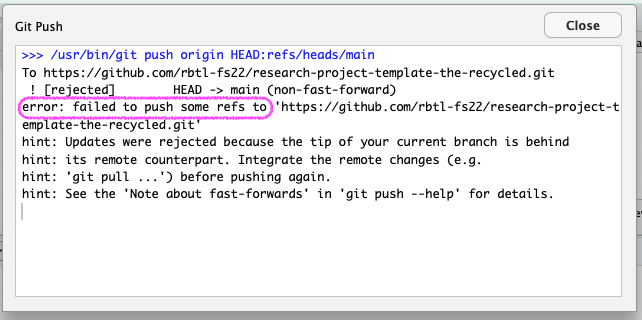 Git Push
Close
>>> /usr/bin/git push origin HEAD:refs/heads/main
To https://github.com/rbtl-fs22/research-project-template-the-recycled.git
! [rejected]        HEAD -> main (non-fast-forward)
error: failed to push some refs to 'https://github.com/rbtl-fs22/research-project-t
emplate-the-recycled.git'
hint: Updates were rejected because the tip of your current branch is behind
hint: its remote counterpart. Integrate the remote changes (e.g.
hint: 'git pull ...') before pushing again.
hint: See the 'Note about fast-forwards' in 'git push --help' for details.